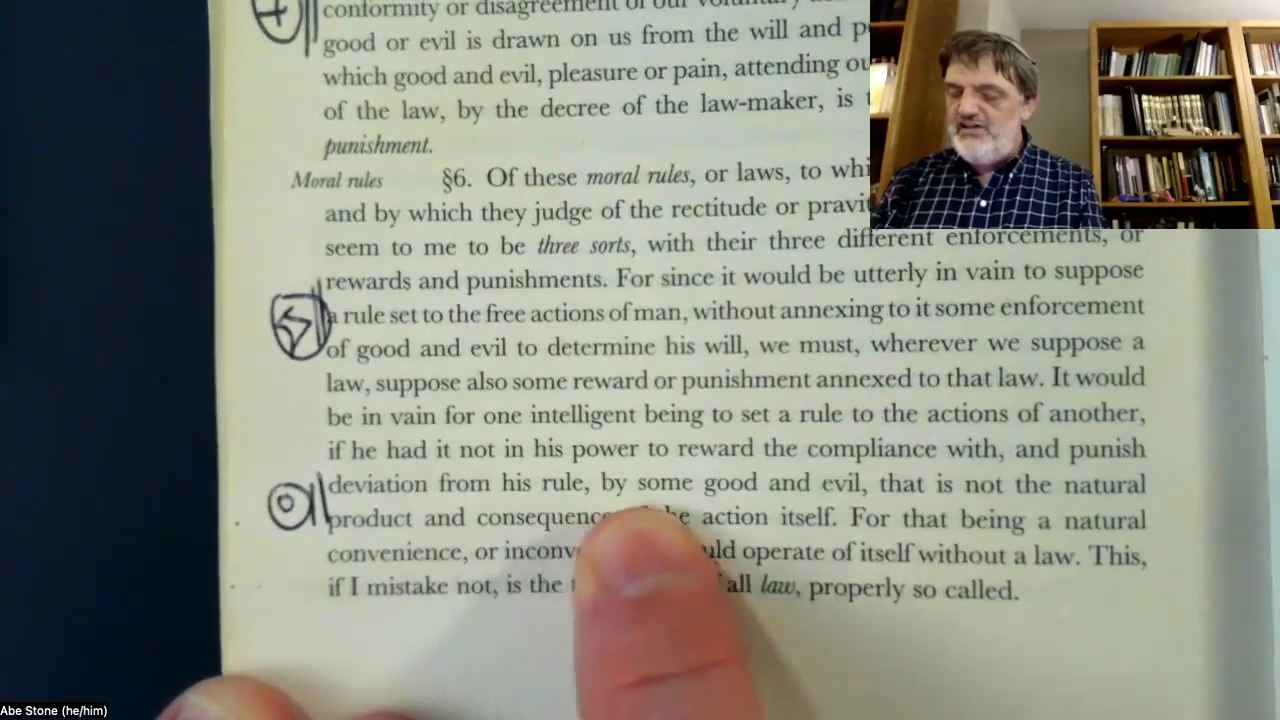 conformity or disagreement of our
good or evil is drawn on us from the will and
which good and evil, pleasure or pain, attending
of the law, by the decree of the law-maker, is
punishment.
Moral rules §6. Of these moral rules, or laws, to
and by which they judge of the rectitude or
seem to me to be three sorts, with their three different enforcements, or
rewards and punishments. For since it would be utterly in vain to suppose
a rule set to the free actions of man, without annexing to it some enforcement
of good and evil to determine his will, we must, wherever we suppose a
law, suppose also some reward or punishment annexed to that law. It would
be in vain for one intelligent being to set a rule to the actions of another,
if he had it not in his power to reward the compliance with, and punish
deviation from his rule, by some good and evil, that is not the natural
product and action itself. For that being a natural
convenience, or operate of itself without a law. This,
if I mistake not, is the all law, properly so called.
Abe Stone (he/him)